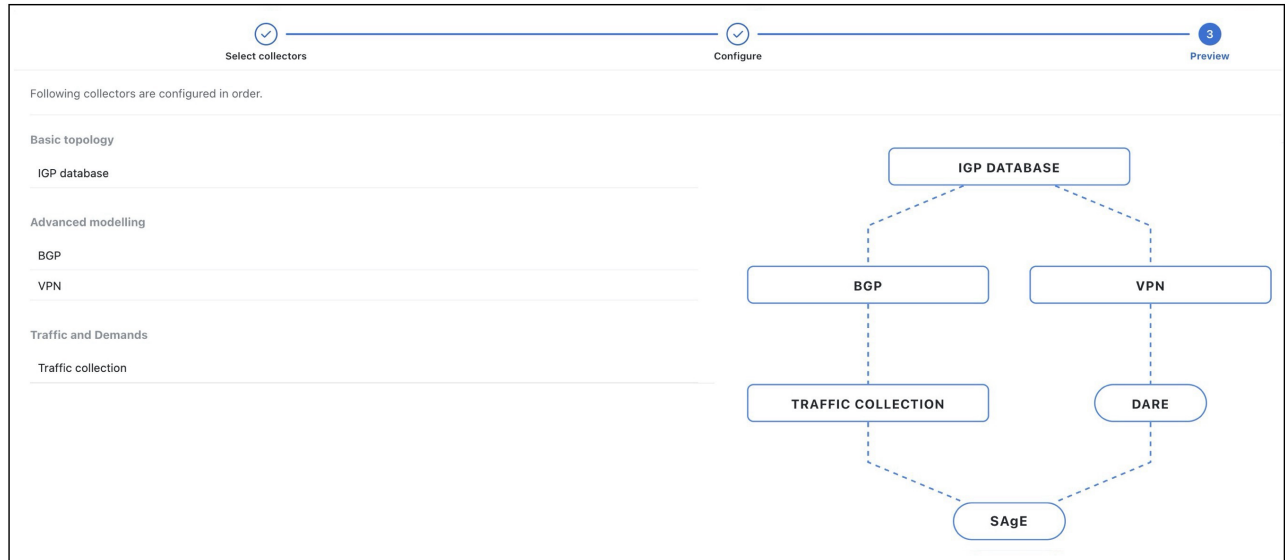 3
Select collectors
Configure
Preview
Following collectors are configured in order.
Basic topology
IGP database
Advanced modelling
BGP
VPN
Traffic and Demands
Traffic collection
IGP DATABASE
BGP
VPN
TRAFFIC COLLECTION
DARE
SAgE